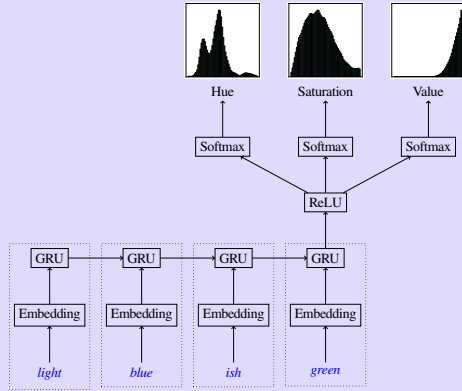 Hue Saturation Value
Softmax Softmax Softmax
ReLU
GRU GRU GRU GRU
Embedding Embedding Embedding Embedding
light blue ish green